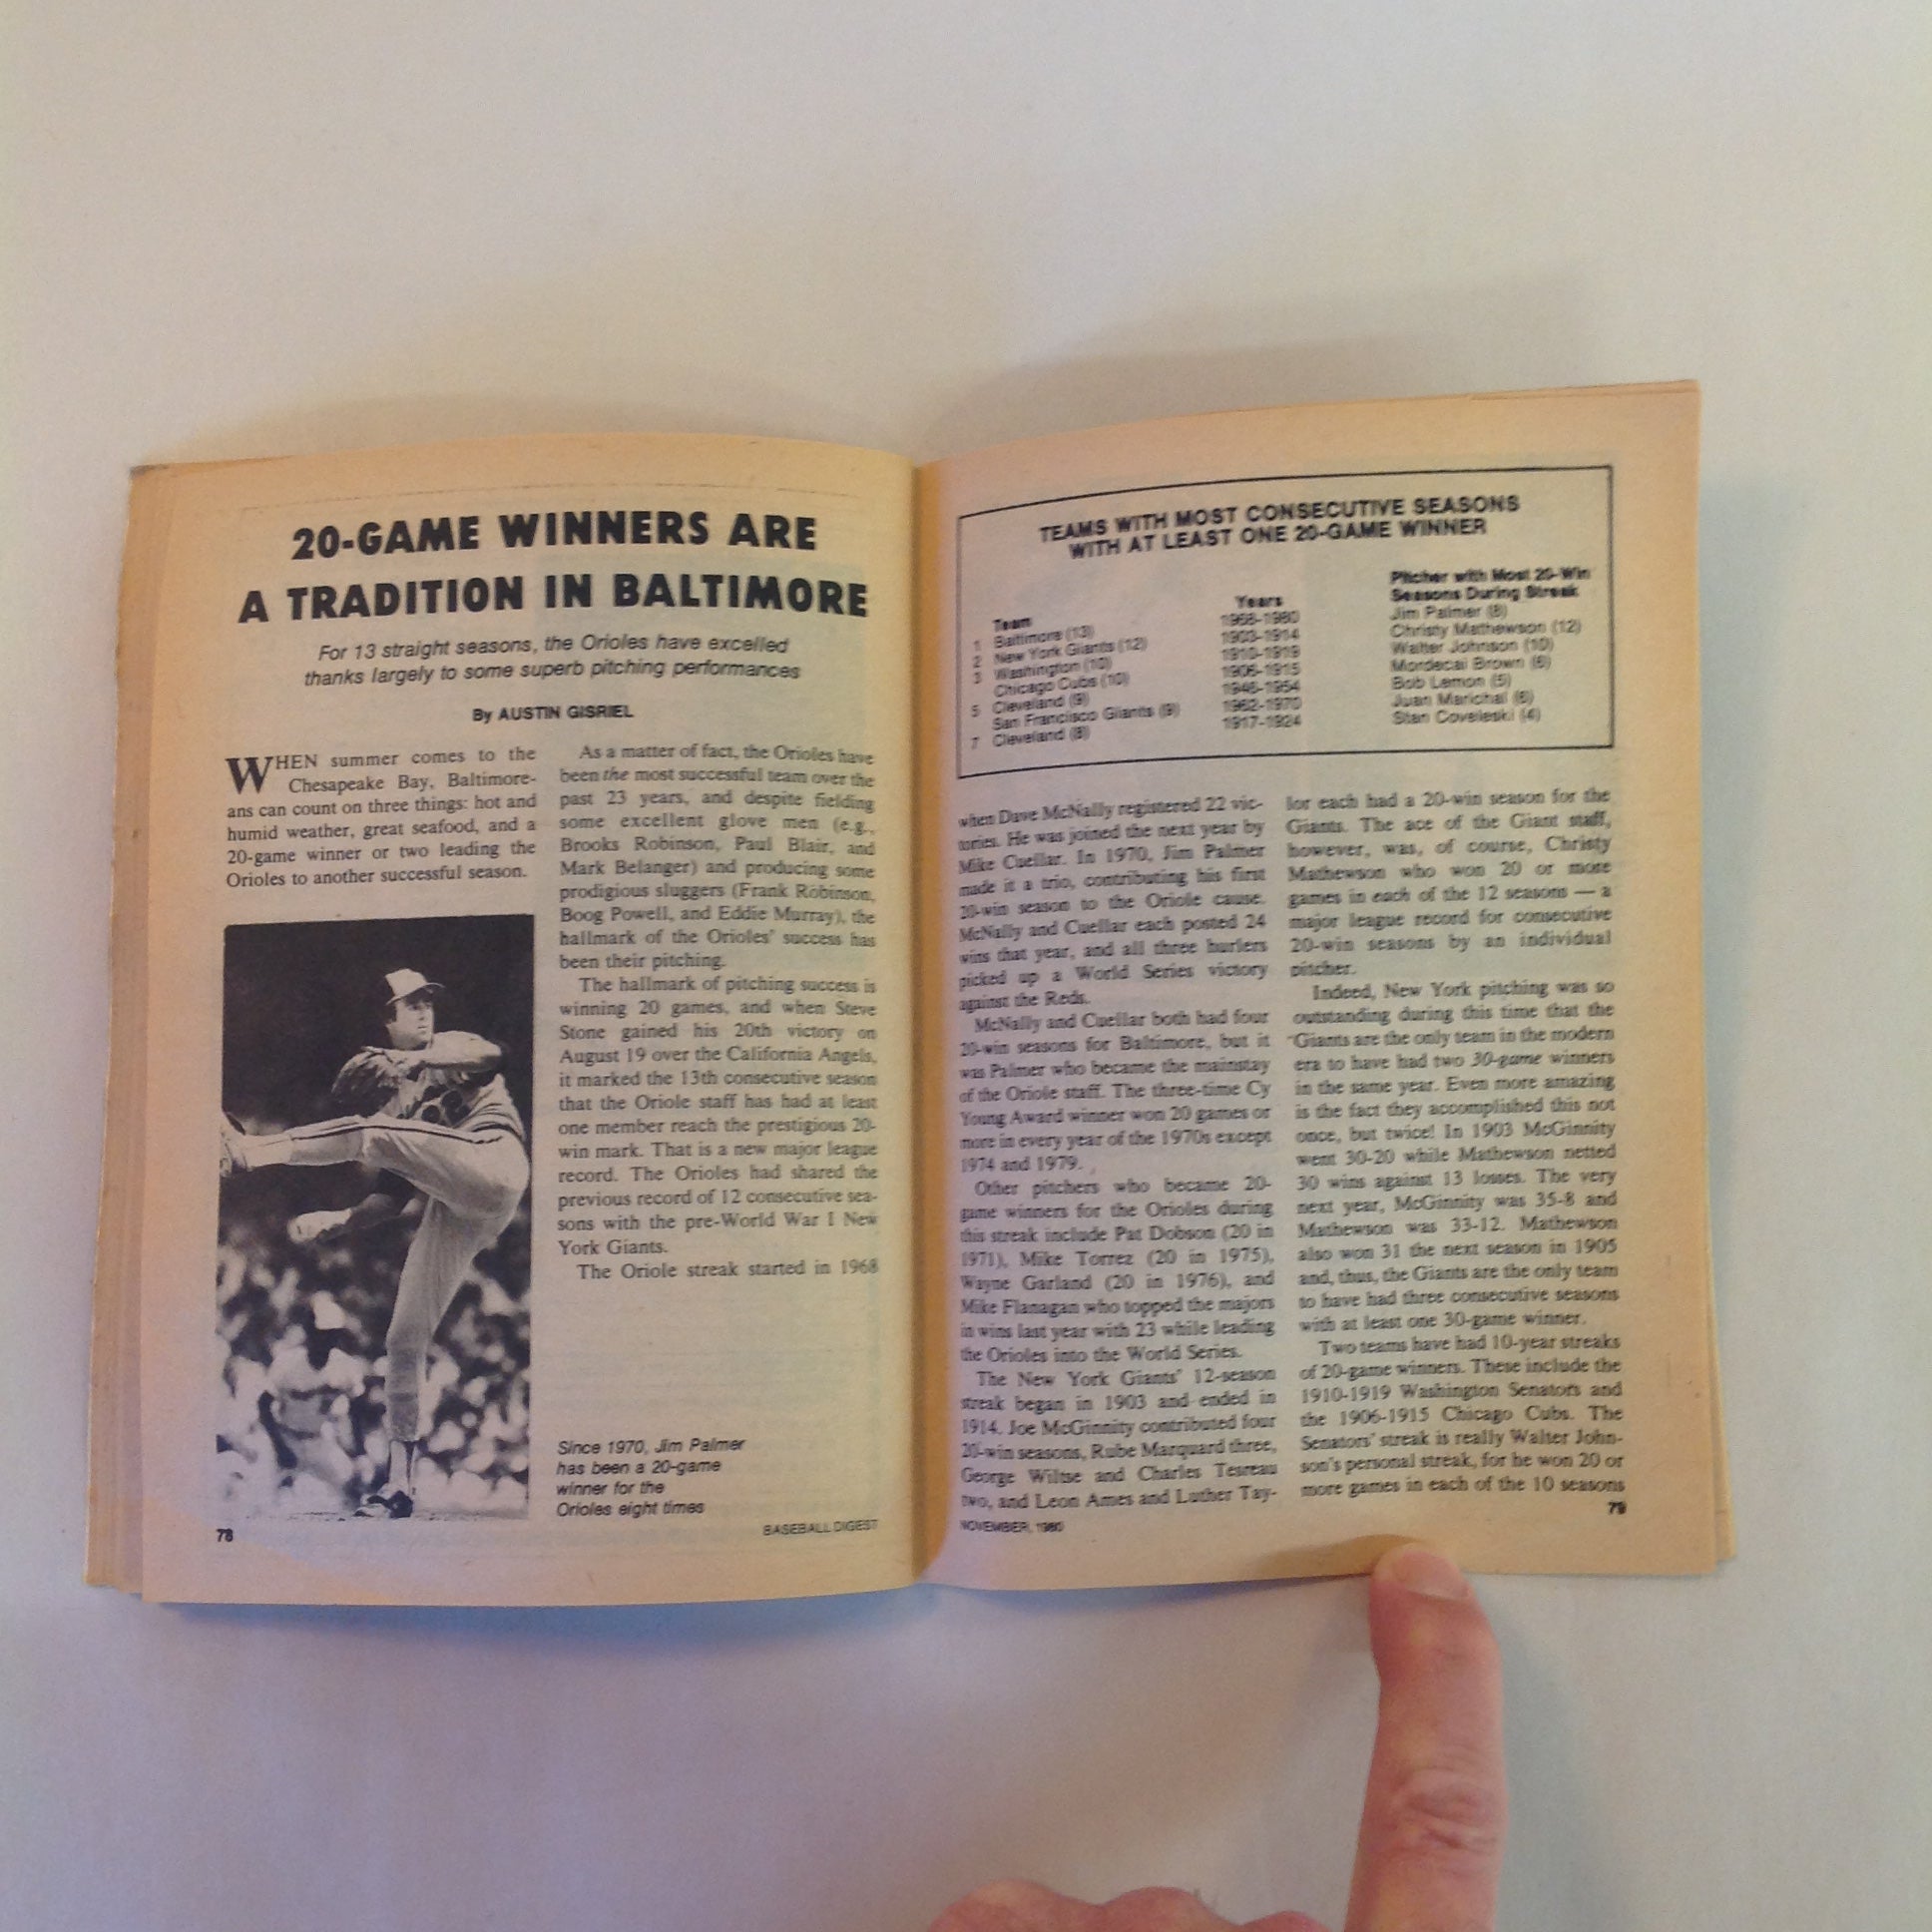 20-GAME WINNERS ARE
A TRADITION IN BALTIMORE
For 13 straight seasons, the Orioles have excelled
thanks largely to some superb pitching performances
By AUSTIN GISRIEL
WHEN summer comes to the
Chesapeake Bay, Baltimore-
ans can count on three things: hot and
humid weather, great seafood, and a
20-game winner or two leading the
Orioles to another successful season.
As a matter of fact, the Orioles have
been the most successful team over the
past 23 years, and despite fielding
some excellent glove men (e.g.,
Brooks Robinson, Paul Blair, and
Mark Belanger) and producing some
prodigious sluggers (Frank Robinson,
Boog Powell, and Eddie Murray), the
hallmark of the Orioles' success has
been their pitching.
The hallmark of pitching success is
winning 20 games, and when Steve
Stone gained his 20th victory on
August 19 over the California Angels,
it marked the 13th consecutive season
that the Oriole staff has had at least
one member reach the prestigious 20-
win mark. That is a new major league
record. The Orioles had shared the
previous record of 12 consecutive sea-
sons with the pre-World War I New
York Giants.
The Oriole streak started in 1968
Since 1970, Jim Palmer
has been a 20-game
winner for the
Orioles eight times
78
BASEBALL DIGEST
TEAMS WITH MOST CONSECUTIVE SEASONS
WITH AT LEAST ONE 20-GAME WINNER
Team Years Pitcher with Most 20-Win
Seasons During Streak
1 Baltimore (13) 1968-1980 Jim Palmer (8)
2 New York Giants (12) 1903-1914 Christy Mathewson (12)
3 Washington (10) 1910-1919 Walter Johnson (10)
Chicago Cubs (10) 1906-1915 Mordecai Brown (6)
5 Cleveland (9) 1946-1954 Bob Lemon (5)
San Francisco Giants (9) 1962-1970 Juan Marichal (6)
7 Cleveland (8) 1917-1924 Stan Coveleski (4)
when Dave McNally registered 22 vic-
tories. He was joined the next year by
Mike Cuellar. In 1970, Jim Palmer
made it a trio, contributing his first
20-win season to the Oriole cause.
McNally and Cuellar each posted 24
wins that year, and all three hurlers
picked up a World Series victory
against the Reds.
McNally and Cuellar both had four
20-win seasons for Baltimore, but it
was Palmer who became the mainstay
of the Oriole staff. The three-time Cy
Young Award winner won 20 games or
more in every year of the 1970s except
1974 and 1979.
Other pitchers who became 20-
game winners for the Orioles during
this streak include Pat Dobson (20 in
1971), Mike Torrez (20 in 1975),
Wayne Garland (20 in 1976), and
Mike Flanagan who topped the majors
in wins last year with 23 while leading
the Orioles into the World Series.
The New York Giants' 12-season
streak began in 1903 and ended in
1914. Joe McGinnity contributed four
20-win seasons, Rube Marquard three,
George Wiltse and Charles Tesreau
two, and Leon Ames and Luther Tay-
lor each had a 20-win season for the
Giants. The ace of the Giant staff,
however, was, of course, Christy
Mathewson who won 20 or more
games in each of the 12 seasons — a
major league record for consecutive
20-win seasons by an individual
pitcher.
Indeed, New York pitching was so
outstanding during this time that the
Giants are the only team in the modern
era to have had two 30-game winners
in the same year. Even more amazing
is the fact they accomplished this not
once, but twice! In 1903 McGinnity
went 30-20 while Mathewson netted
30 wins against 13 losses. The very
next year, McGinnity was 35-8 and
Mathewson was 33-12. Mathewson
also won 31 the next season in 1905
and, thus, the Giants are the only team
to have had three consecutive seasons
with at least one 30-game winner.
Two teams have had 10-year streaks
of 20-game winners. These include the
1910-1919 Washington Senators and
the 1906-1915 Chicago Cubs. The
Senators' streak is really Walter John-
son's personal streak, for he won 20 or
more games in each of the 10 seasons
NOVEMBER, 1980
79